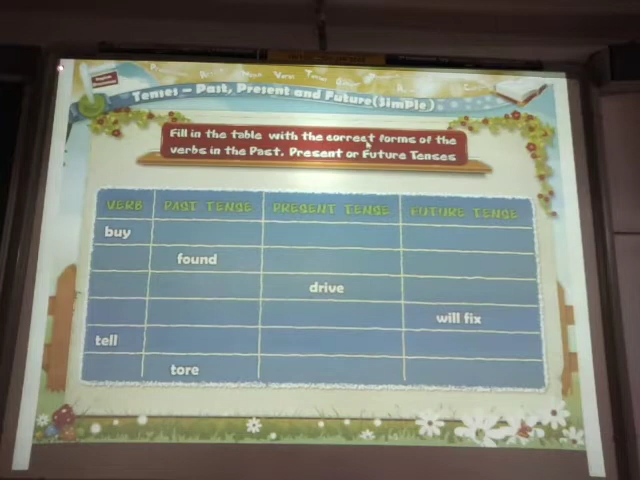 Tenses – Past, Present and Future(Simple)
Fill in the table with the correct forms of the
verbs in the Past, Present or Future Tenses
VERB PAST TENSE PRESENT TENSE FUTURE TENSE
buy
found
drive
will fix
tell
tore